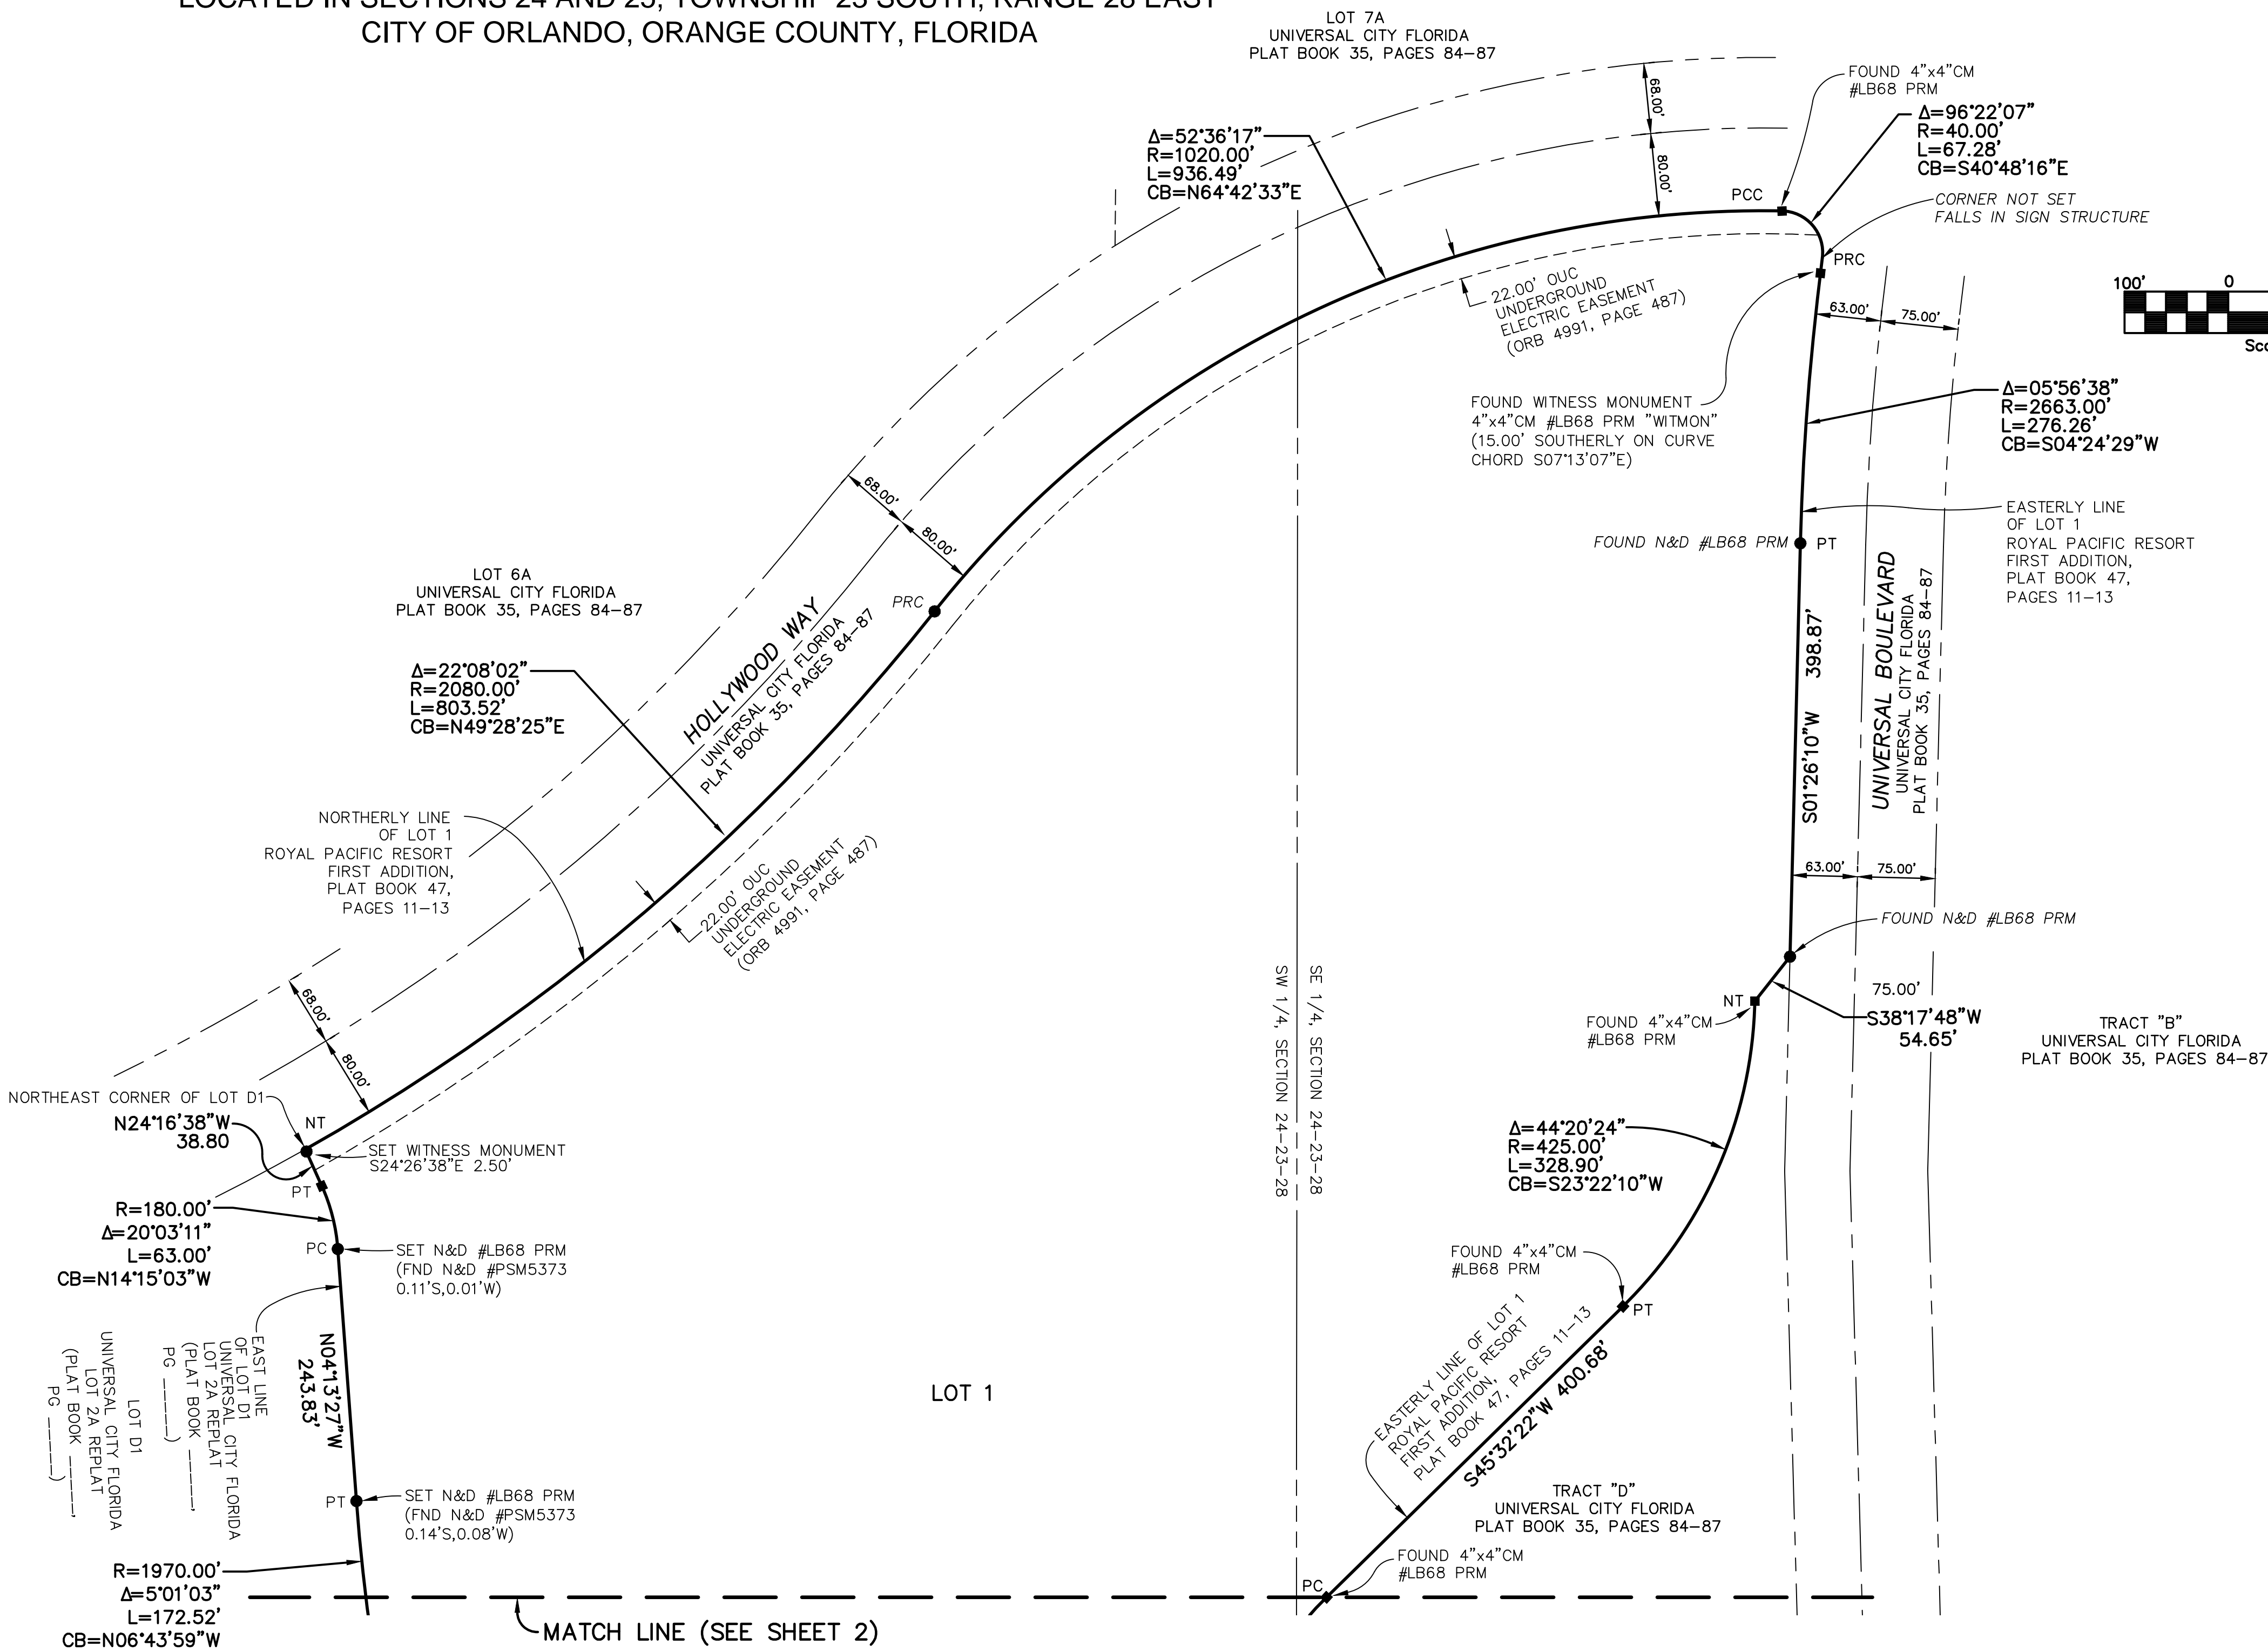 LOCATED IN SECTIONS 24 AND 25, TOWNSHIP 23 SOUTH, RANGE 28 EAST
CITY OF ORLANDO, ORANGE COUNTY, FLORIDA
LOT 7A
UNIVERSAL CITY FLORIDA
PLAT BOOK 35, PAGES 84–87
68.00'
80.00'
FOUND 4"x4"CM
#LB68 PRM
Δ=96°22'07"
R=40.00'
L=67.28'
CB=S40°48'16"E
Δ=52°36'17"
R=1020.00'
L=936.49'
CB=N64°42'33"E
PCC
CORNER NOT SET
FALLS IN SIGN STRUCTURE
PRC
22.00' OUC
UNDERGROUND
ELECTRIC EASEMENT
(ORB 4991, PAGE 487)
63.00'
75.00'
100'
0
FOUND WITNESS MONUMENT
4"x4"CM #LB68 PRM "WITMON"
(15.00' SOUTHERLY ON CURVE
CHORD S07°13'07"E)
Δ=05°56'38"
R=2663.00'
L=276.26'
CB=S04°24'29"W
EASTERLY LINE
OF LOT 1
ROYAL PACIFIC RESORT
FIRST ADDITION,
PLAT BOOK 47,
PAGES 11–13
FOUND N&D #LB68 PRM
PT
68.00'
80.00'
LOT 6A
UNIVERSAL CITY FLORIDA
PLAT BOOK 35, PAGES 84–87
PRC
HOLLYWOOD WAY
UNIVERSAL CITY FLORIDA
PLAT BOOK 35, PAGES 84–87
Δ=22°08'02"
R=2080.00'
L=803.52'
CB=N49°28'25"E
S01°26'10"W 398.87'
UNIVERSAL BOULEVARD
UNIVERSAL CITY FLORIDA
PLAT BOOK 35, PAGES 84–87
NORTHERLY LINE
OF LOT 1
ROYAL PACIFIC RESORT
FIRST ADDITION,
PLAT BOOK 47,
PAGES 11–13
22.00' OUC
UNDERGROUND
ELECTRIC EASEMENT
(ORB 4991, PAGE 487)
63.00'
75.00'
FOUND N&D #LB68 PRM
68.00'
80.00'
SW 1/4, SECTION 24–23–28
SE 1/4, SECTION 24–23–28
NT
FOUND 4"x4"CM
#LB68 PRM
75.00'
S38°17'48"W
54.65'
TRACT "B"
UNIVERSAL CITY FLORIDA
PLAT BOOK 35, PAGES 84–87
NORTHEAST CORNER OF LOT D1
N24°16'38"W
38.80
NT
SET WITNESS MONUMENT
S24°26'38"E 2.50'
PT
Δ=44°20'24"
R=425.00'
L=328.90'
CB=S23°22'10"W
R=180.00'
Δ=20°03'11"
L=63.00'
CB=N14°15'03"W
PC
SET N&D #LB68 PRM
(FND N&D #PSM5373
0.11'S,0.01'W)
FOUND 4"x4"CM
#LB68 PRM
PT
EAST LINE
OF LOT D1
UNIVERSAL CITY FLORIDA
LOT 2A REPLAT
(PLAT BOOK _____,
PG _____)
LOT D1
UNIVERSAL CITY FLORIDA
LOT 2A REPLAT
(PLAT BOOK _____,
PG _____)
N04°13'27"W
243.83'
LOT 1
EASTERLY LINE OF LOT 1
ROYAL PACIFIC RESORT
FIRST ADDITION,
PLAT BOOK 47, PAGES 11–13
S45°32'22"W 400.68'
PT
SET N&D #LB68 PRM
(FND N&D #PSM5373
0.14'S,0.08'W)
TRACT "D"
UNIVERSAL CITY FLORIDA
PLAT BOOK 35, PAGES 84–87
R=1970.00'
Δ=5°01'03"
L=172.52'
CB=N06°43'59"W
PC
FOUND 4"x4"CM
#LB68 PRM
MATCH LINE (SEE SHEET 2)